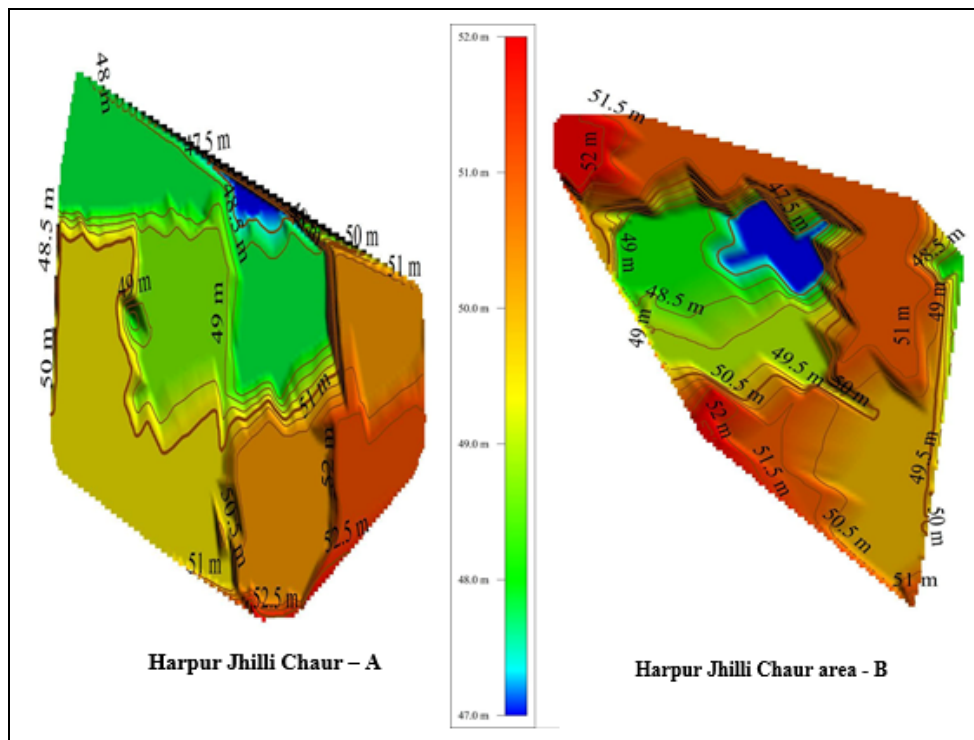 48 m
47.5 m
48.5 m
48.5 m
50 m
51 m
49 m
49 m
50 m
51 m
52 m
50.5 m
51 m
52.5 m
52.5 m
Harpur Jhilli Chaur – A
52.0 m
51.0 m
50.0 m
49.0 m
48.0 m
47.0 m
51.5 m
52 m
47.5 m
49 m
48.5 m
48.5 m
49 m
49 m
51 m
49.5 m
50 m
50.5 m
52 m
51.5 m
49.5 m
50.5 m
50 m
51 m
Harpur Jhilli Chaur area - B